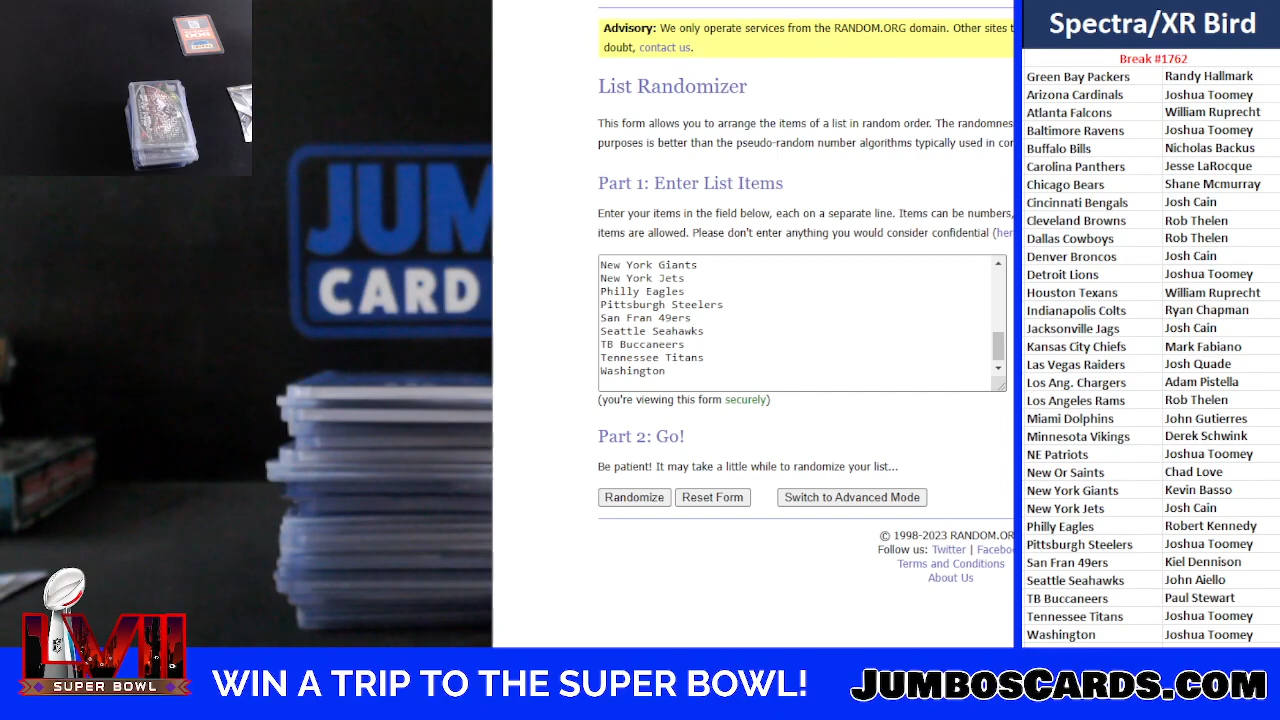 Advisory: We only operate services from the RANDOM.ORG domain. Other sites t
doubt, contact us.
List Randomizer
This form allows you to arrange the items of a list in random order. The randomnes
purposes is better than the pseudo-random number algorithms typically used in con
Part 1: Enter List Items
Enter your items in the field below, each on a separate line. Items can be numbers,
items are allowed. Please don't enter anything you would consider confidential (her
New York Giants
New York Jets
Philly Eagles
Pittsburgh Steelers
San Fran 49ers
Seattle Seahawks
TB Buccaneers
Tennessee Titans
Washington
(you're viewing this form securely)
Part 2: Go!
Be patient! It may take a little while to randomize your list...
Randomize Reset Form Switch to Advanced Mode
© 1998-2023 RANDOM.OR
Follow us: Twitter | Faceboo
Terms and Conditions
About Us
JUM
CARD
Spectra/XR Bird
Break #1762
Green Bay Packers Randy Hallmark
Arizona Cardinals Joshua Toomey
Atlanta Falcons William Ruprecht
Baltimore Ravens Joshua Toomey
Buffalo Bills Nicholas Backus
Carolina Panthers Jesse LaRocque
Chicago Bears Shane Mcmurray
Cincinnati Bengals Josh Cain
Cleveland Browns Rob Thelen
Dallas Cowboys Rob Thelen
Denver Broncos Josh Cain
Detroit Lions Joshua Toomey
Houston Texans William Ruprecht
Indianapolis Colts Ryan Chapman
Jacksonville Jags Josh Cain
Kansas City Chiefs Mark Fabiano
Las Vegas Raiders Josh Quade
Los Ang. Chargers Adam Pistella
Los Angeles Rams Rob Thelen
Miami Dolphins John Gutierres
Minnesota Vikings Derek Schwink
NE Patriots Joshua Toomey
New Or Saints Chad Love
New York Giants Kevin Basso
New York Jets Josh Cain
Philly Eagles Robert Kennedy
Pittsburgh Steelers Joshua Toomey
San Fran 49ers Kiel Dennison
Seattle Seahawks John Aiello
TB Buccaneers Paul Stewart
Tennessee Titans Joshua Toomey
Washington Joshua Toomey
LVII
SUPER BOWL
WIN A TRIP TO THE SUPER BOWL!
JUMBOSCARDS.COM